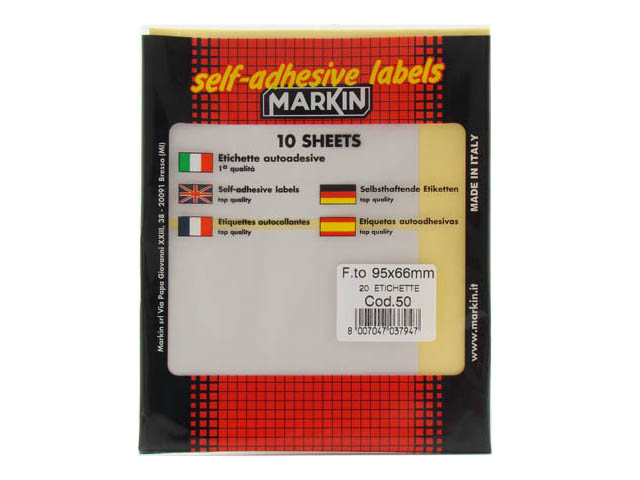 self-adhesive labels
MARKIN
10 SHEETS
Etichette autoadesive
1ª qualità
Self-adhesive labels
top quality
Selbsthaftende Etiketten
top quality
Etiquettes autocollantes
top quality
Etiquetas autoadhesivas
top quality
F.to 95x66mm
20 ETICHETTE
Cod.50
8 007047 037947
Markin srl Via Papa Giovanni XXIII, 38 - 20091 Bresso (MI)
MADE IN ITALY
www.markin.it